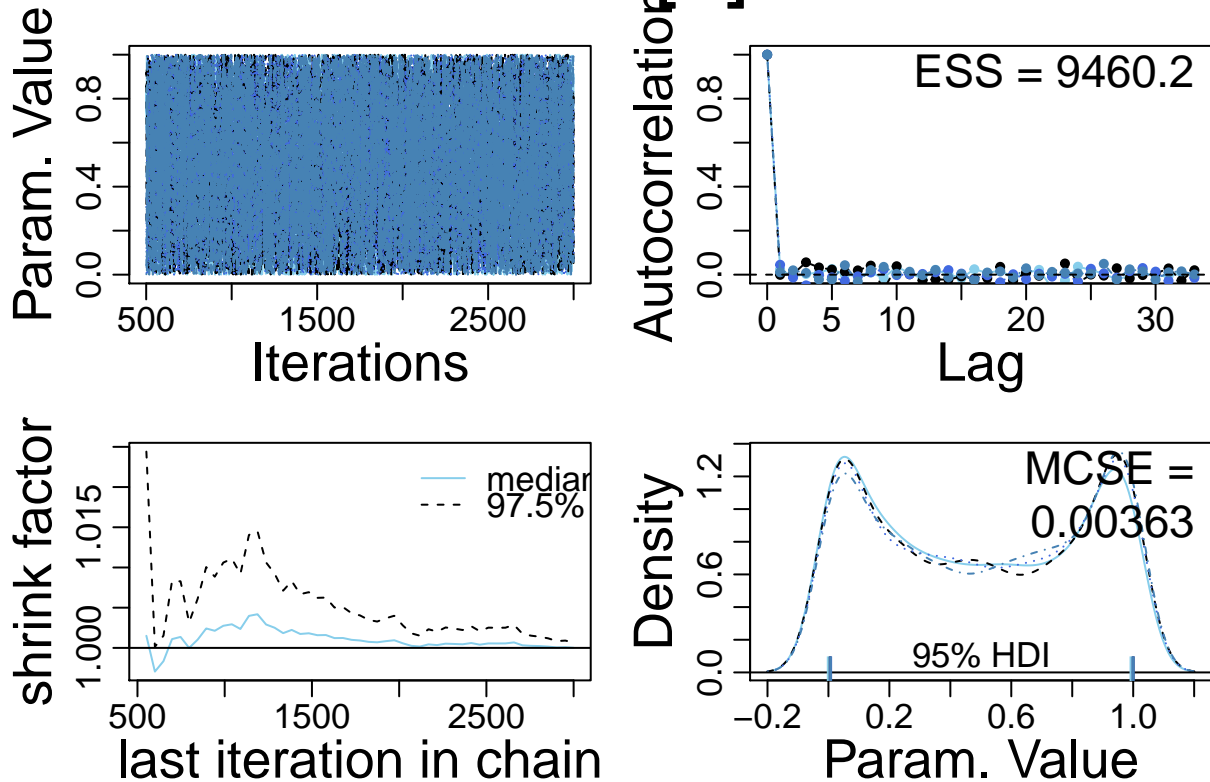 Param. Value
0.0 0.4 0.8
500 1500 2500
Iterations
Autocorrelation
0.0 0.4 0.8
ESS = 9460.2
0 5 10 20 30
Lag
shrink factor
1.000 1.015
median
97.5%
500 1500 2500
last iteration in chain
Density
0.0 0.6 1.2
MCSE =
0.00363
95% HDI
−0.2 0.2 0.6 1.0
Param. Value